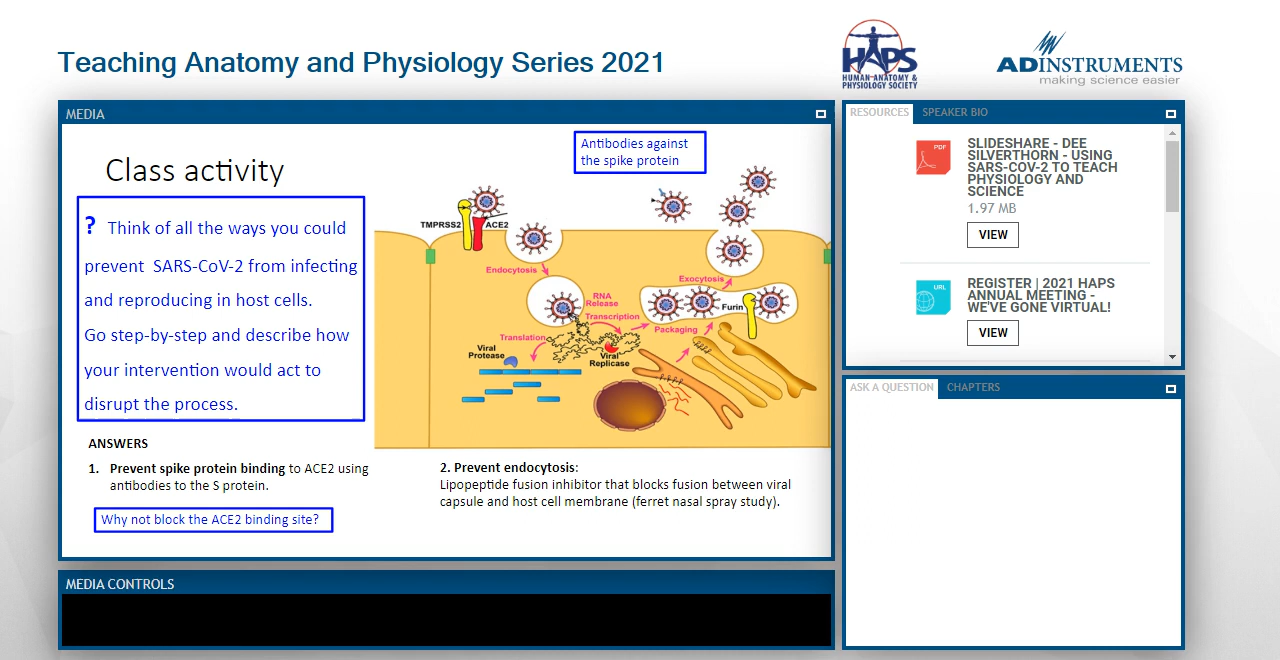 Teaching Anatomy and Physiology Series 2021
HAPS
HUMAN ANATOMY &
PHYSIOLOGY SOCIETY
ADINSTRUMENTS
making science easier
MEDIA
Class activity
? Think of all the ways you could
prevent SARS-CoV-2 from infecting
and reproducing in host cells.
Go step-by-step and describe how
your intervention would act to
disrupt the process.
Antibodies against
the spike protein
TMPRSS2
ACE2
Endocytosis
Exocytosis
RNA
Release
Transcription
Furin
Packaging
Translation
Viral
Protease
Viral
Replicase
ANSWERS
1. Prevent spike protein binding to ACE2 using
antibodies to the S protein.
Why not block the ACE2 binding site?
2. Prevent endocytosis:
Lipopeptide fusion inhibitor that blocks fusion between viral
capsule and host cell membrane (ferret nasal spray study).
MEDIA CONTROLS
RESOURCES
SPEAKER BIO
PDF
SLIDESHARE - DEE
SILVERTHORN - USING
SARS-COV-2 TO TEACH
PHYSIOLOGY AND
SCIENCE
1.97 MB
VIEW
URL
REGISTER | 2021 HAPS
ANNUAL MEETING -
WE'VE GONE VIRTUAL!
VIEW
ASK A QUESTION
CHAPTERS